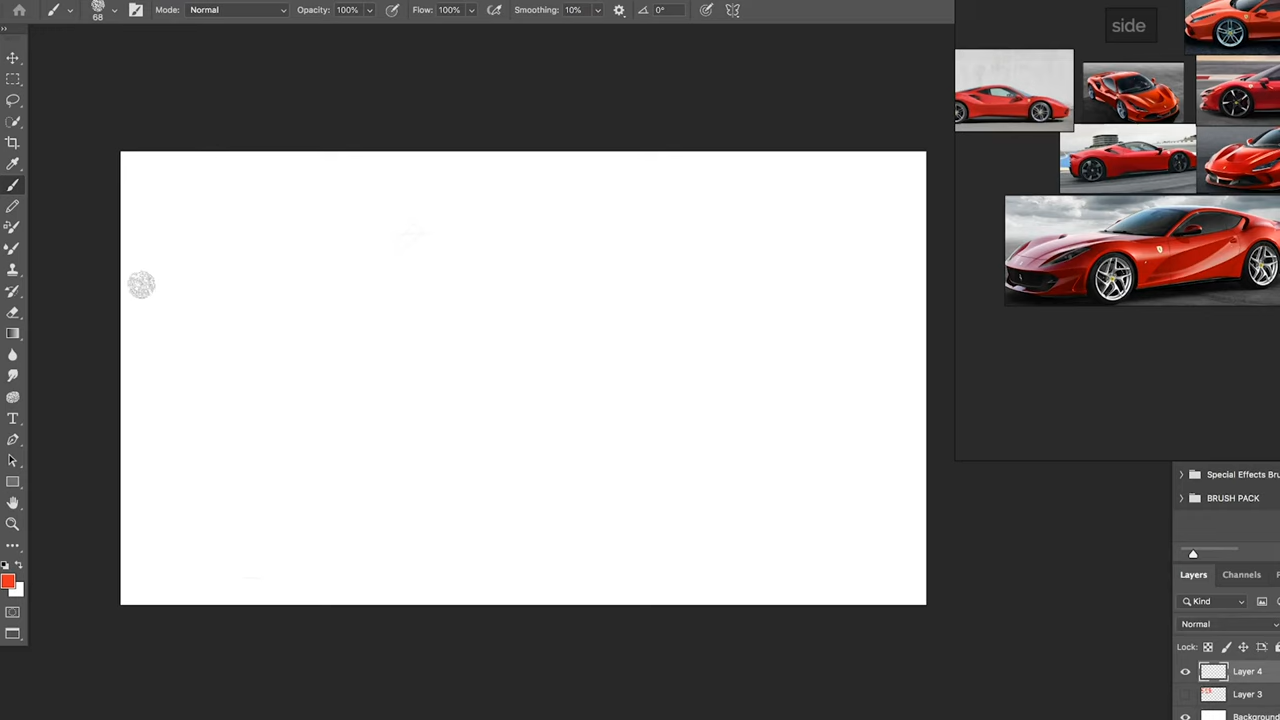 Mode: Normal Opacity: 100% Flow: 100% Smoothing: 10% 0°
68
side
Special Effects Bru
BRUSH PACK
Layers Channels P
Kind
Normal
Lock:
Layer 4
Layer 3
Background